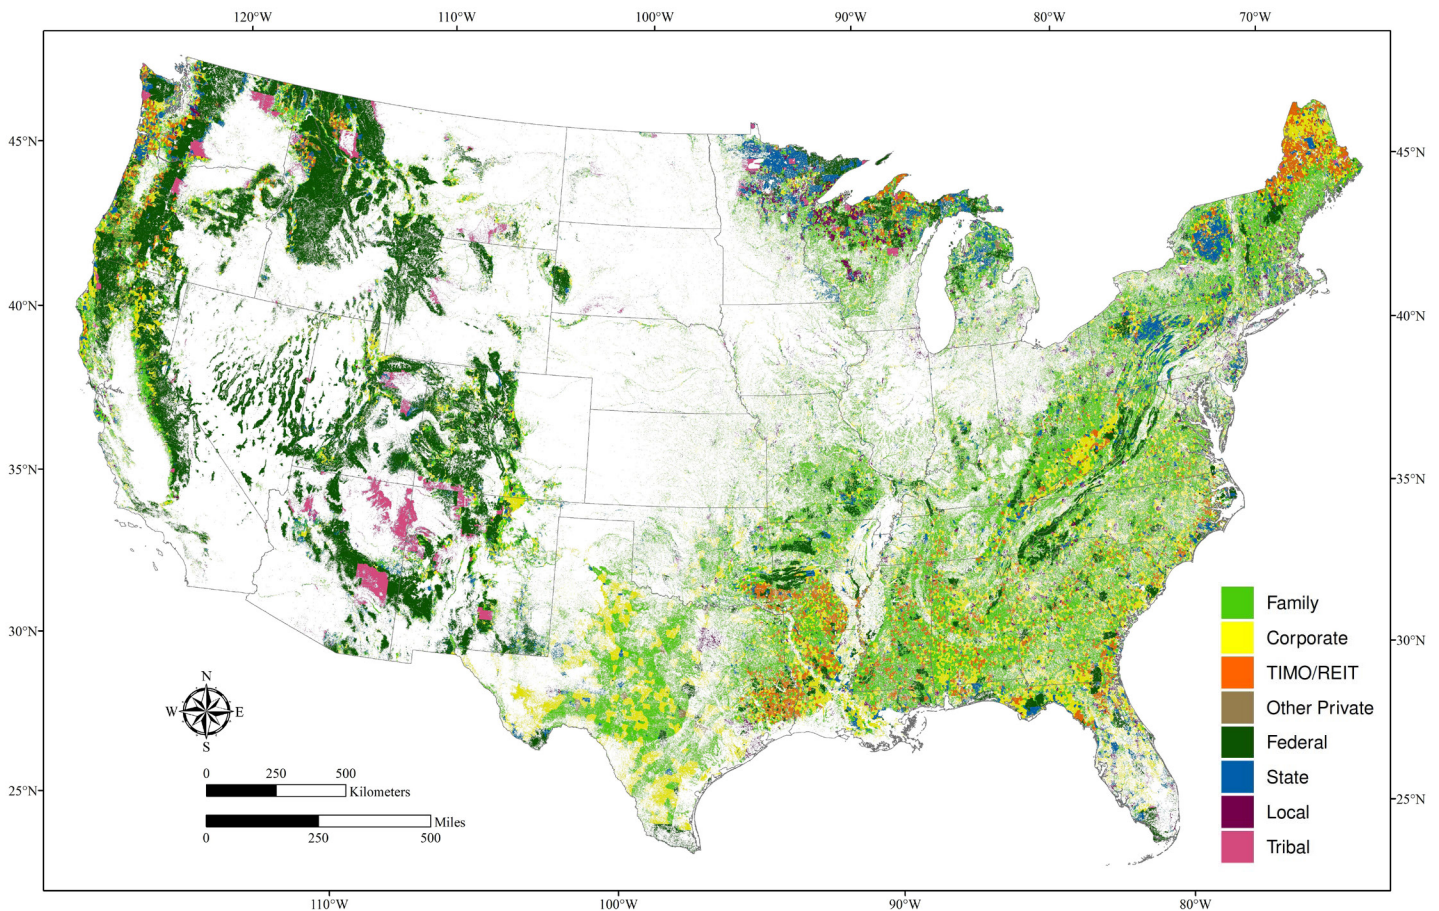 120°W 110°W 100°W 90°W 80°W 70°W
45°N 45°N
40°N 40°N
35°N 35°N
30°N 30°N
25°N 25°N
N
W E
S
0 250 500
Kilometers
Miles
0 250 500
Family
Corporate
TIMO/REIT
Other Private
Federal
State
Local
Tribal
110°W 100°W 90°W 80°W